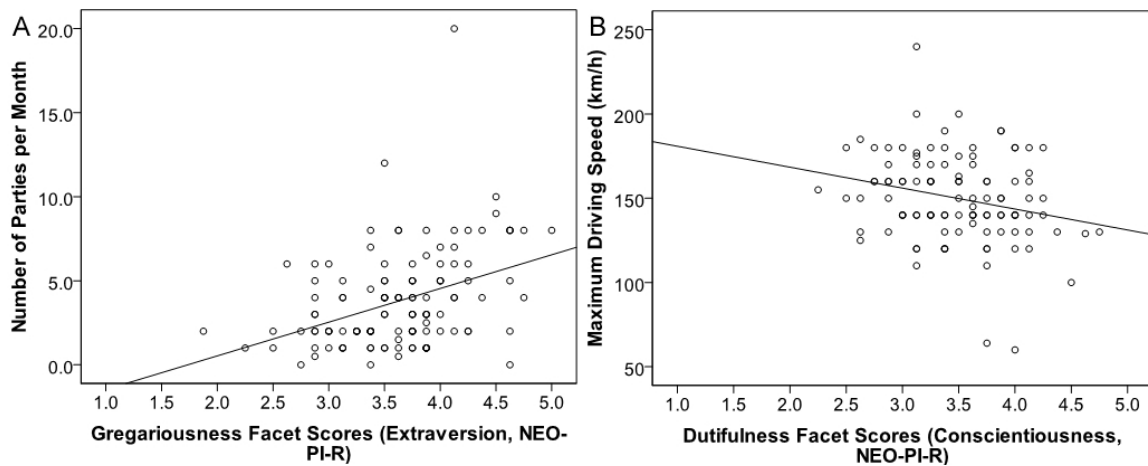 A
Number of Parties per Month
20.0
15.0
10.0
5.0
0.0
1.0 1.5 2.0 2.5 3.0 3.5 4.0 4.5 5.0
Gregariousness Facet Scores (Extraversion, NEO-
PI-R)
B
Maximum Driving Speed (km/h)
250
200
150
100
50
1.0 1.5 2.0 2.5 3.0 3.5 4.0 4.5 5.0
Dutifulness Facet Scores (Conscientiousness,
NEO-PI-R)